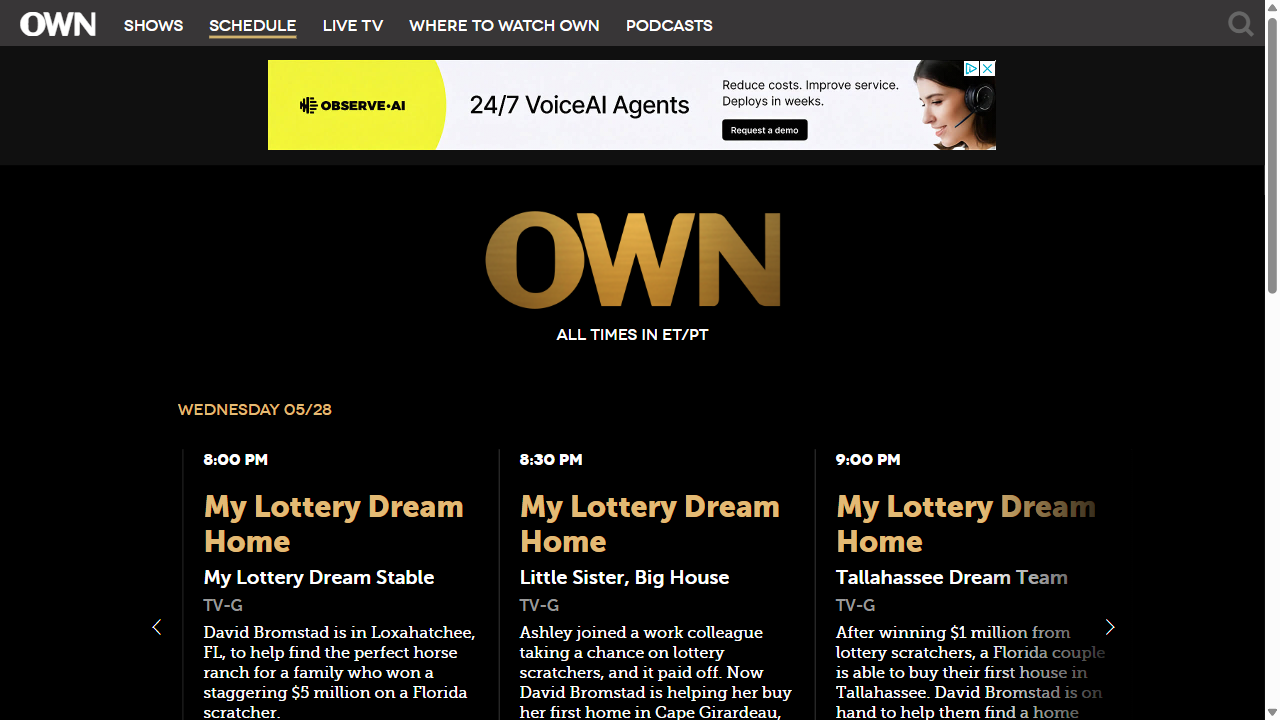 OWN SHOWS SCHEDULE LIVE TV WHERE TO WATCH OWN PODCASTS
OBSERVE•AI
24/7 VoiceAI Agents
Reduce costs. Improve service.
Deploys in weeks.
Request a demo
OWN
ALL TIMES IN ET/PT
WEDNESDAY 05/28
8:00 PM
My Lottery Dream
Home
My Lottery Dream Stable
TV-G
David Bromstad is in Loxahatchee,
FL, to help find the perfect horse
ranch for a family who won a
staggering $5 million on a Florida
scratcher.
8:30 PM
My Lottery Dream
Home
Little Sister, Big House
TV-G
Ashley joined a work colleague
taking a chance on lottery
scratchers, and it paid off. Now
David Bromstad is helping her buy
her first home in Cape Girardeau,
9:00 PM
My Lottery Dream
Home
Tallahassee Dream Team
TV-G
After winning $1 million from
lottery scratchers, a Florida couple
is able to buy their first house in
Tallahassee. David Bromstad is on
hand to help them find a home